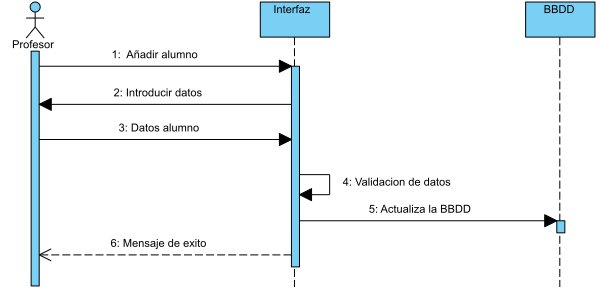 Interfaz
BBDD
Profesor
1: Añadir alumno
2: Introducir datos
3: Datos alumno
4: Validacion de datos
5: Actualiza la BBDD
6: Mensaje de exito